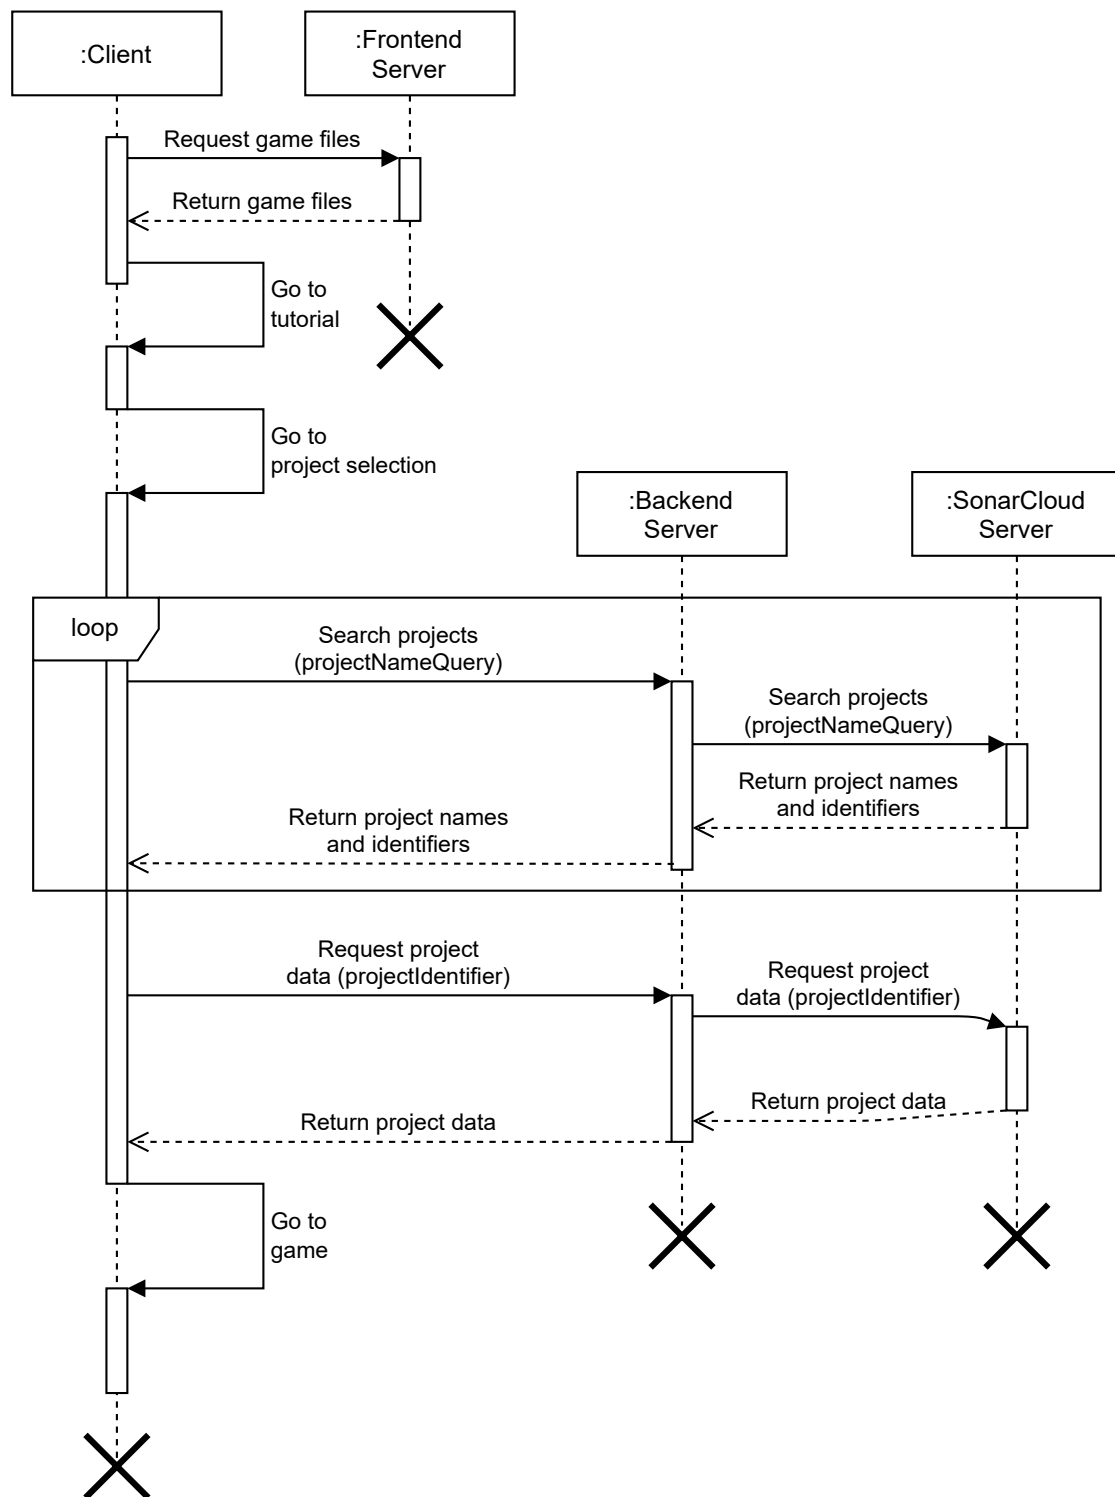 :Client
:Frontend
Server
Request game files
Return game files
Go to
tutorial
Go to
project selection
:Backend
Server
:SonarCloud
Server
loop
Search projects
(projectNameQuery)
Search projects
(projectNameQuery)
Return project names
and identifiers
Return project names
and identifiers
Request project
data (projectIdentifier)
Request project
data (projectIdentifier)
Return project data
Return project data
Go to
game